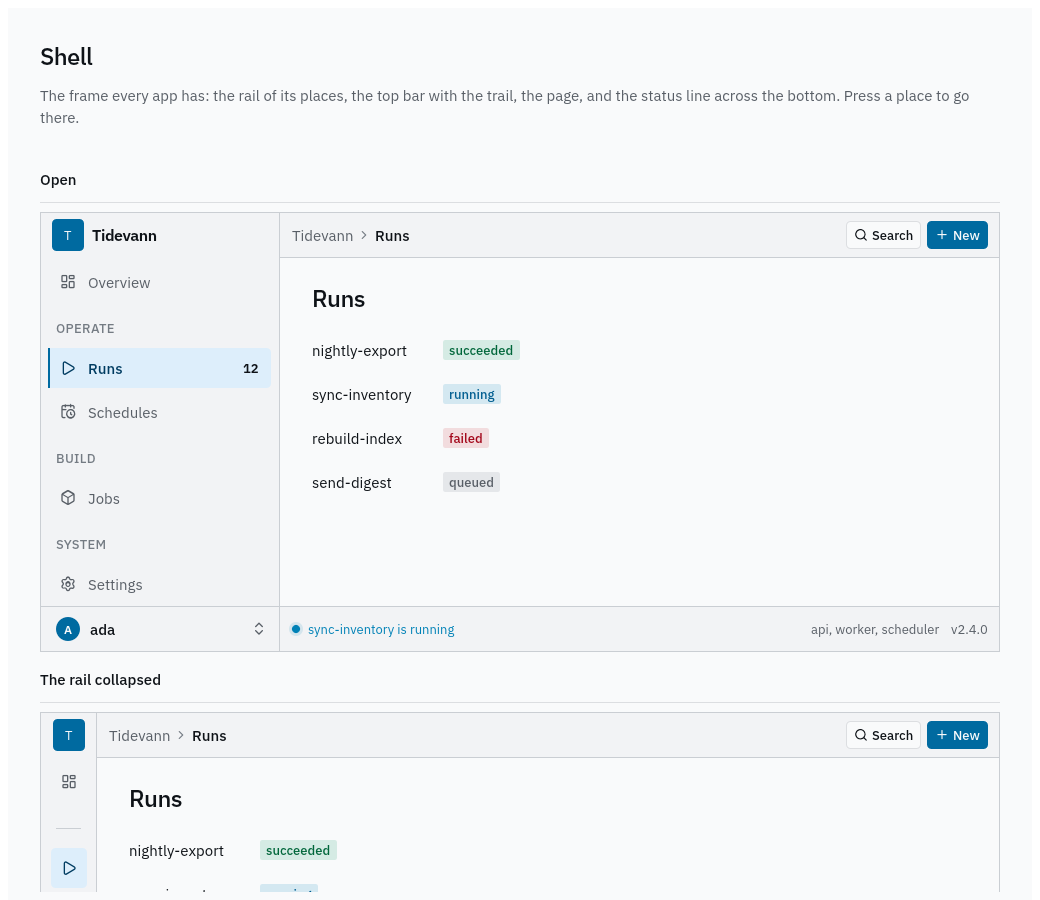 Shell
The frame every app has: the rail of its places, the top bar with the trail, the page, and the status line across the bottom. Press a place to go
there.
Open
T Tidevann
Tidevann > Runs
Search
+ New
Overview
OPERATE
Runs 12
Schedules
BUILD
Jobs
SYSTEM
Settings
A ada
Runs
nightly-export succeeded
sync-inventory running
rebuild-index failed
send-digest queued
sync-inventory is running
api, worker, scheduler v2.4.0
The rail collapsed
T
Tidevann > Runs
Search
+ New
Runs
nightly-export succeeded